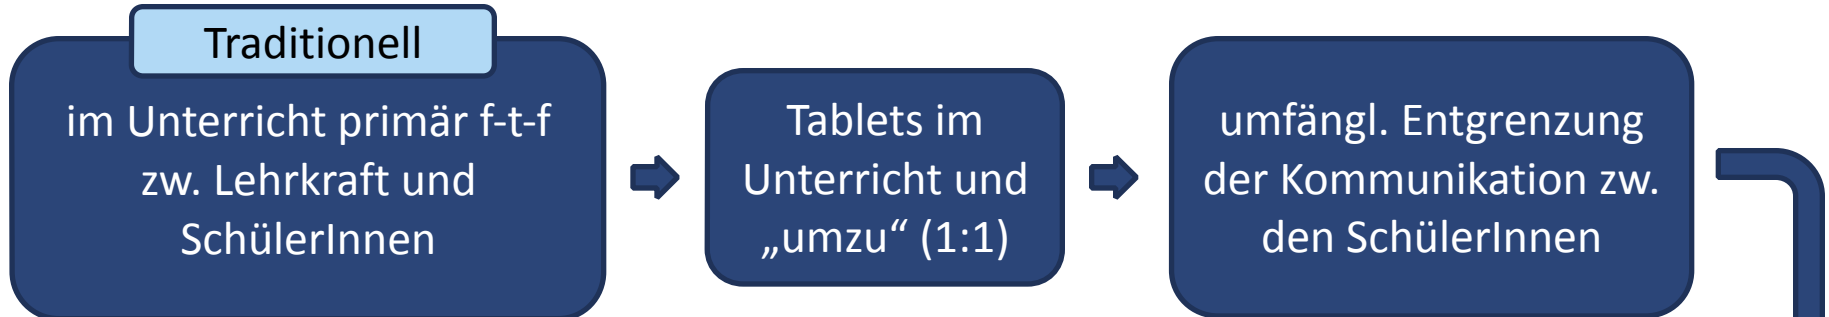 Traditionell
im Unterricht primär f-t-f
zw. Lehrkraft und
SchülerInnen
Tablets im
Unterricht und
„umzu“ (1:1)
umfängl. Entgrenzung
der Kommunikation zw.
den SchülerInnen